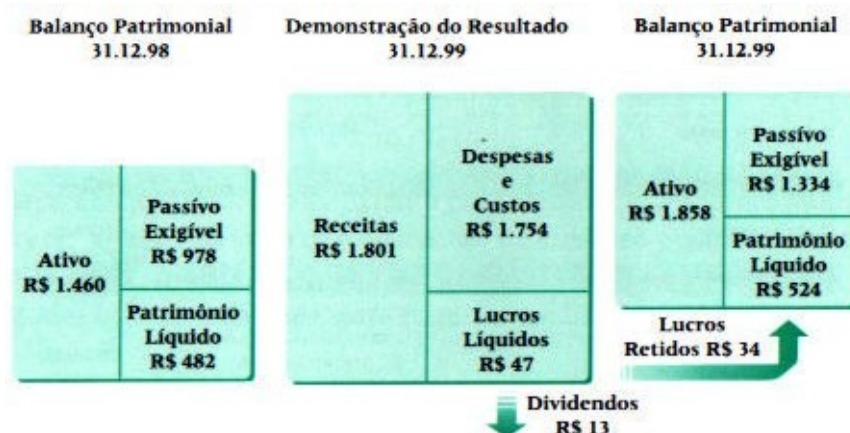 Balanço Patrimonial
31.12.98
Ativo
R$ 1.460
Passívo
Exigível
R$ 978
Patrimônio
Líquido
R$ 482
Demonstração do Resultado
31.12.99
Receitas
R$ 1.801
Despesas
e
Custos
R$ 1.754
Lucros
Líquidos
R$ 47
Dividendos
R$ 13
Balanço Patrimonial
31.12.99
Ativo
R$ 1.858
Passívo
Exigível
R$ 1.334
Patrimônio
Líquido
R$ 524
Lucros
Retidos R$ 34